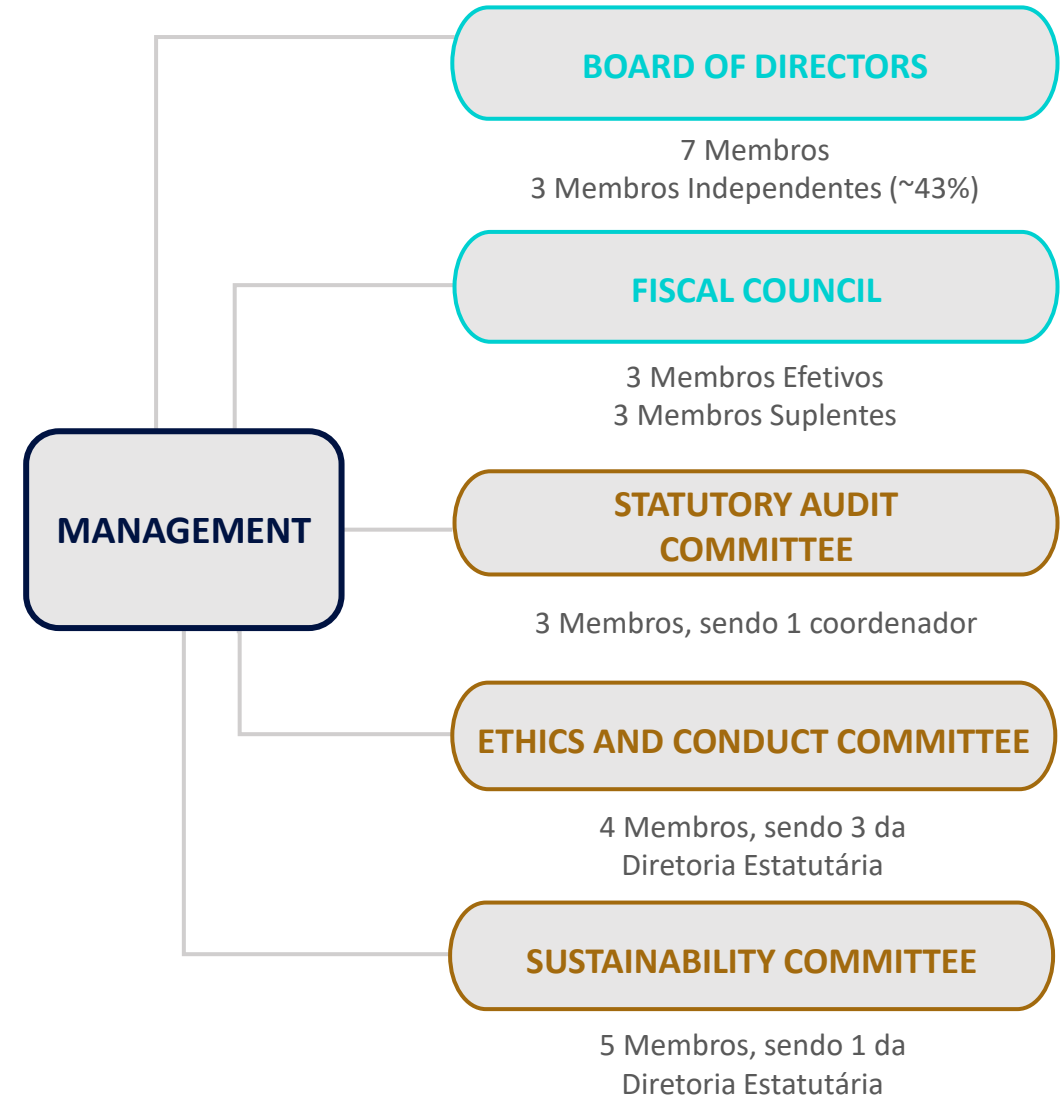 BOARD OF DIRECTORS
7 Membros
3 Membros Independentes (~43%)
FISCAL COUNCIL
3 Membros Efetivos
3 Membros Suplentes
MANAGEMENT
STATUTORY AUDIT
COMMITTEE
3 Membros, sendo 1 coordenador
ETHICS AND CONDUCT COMMITTEE
4 Membros, sendo 3 da
Diretoria Estatutária
SUSTAINABILITY COMMITTEE
5 Membros, sendo 1 da
Diretoria Estatutária